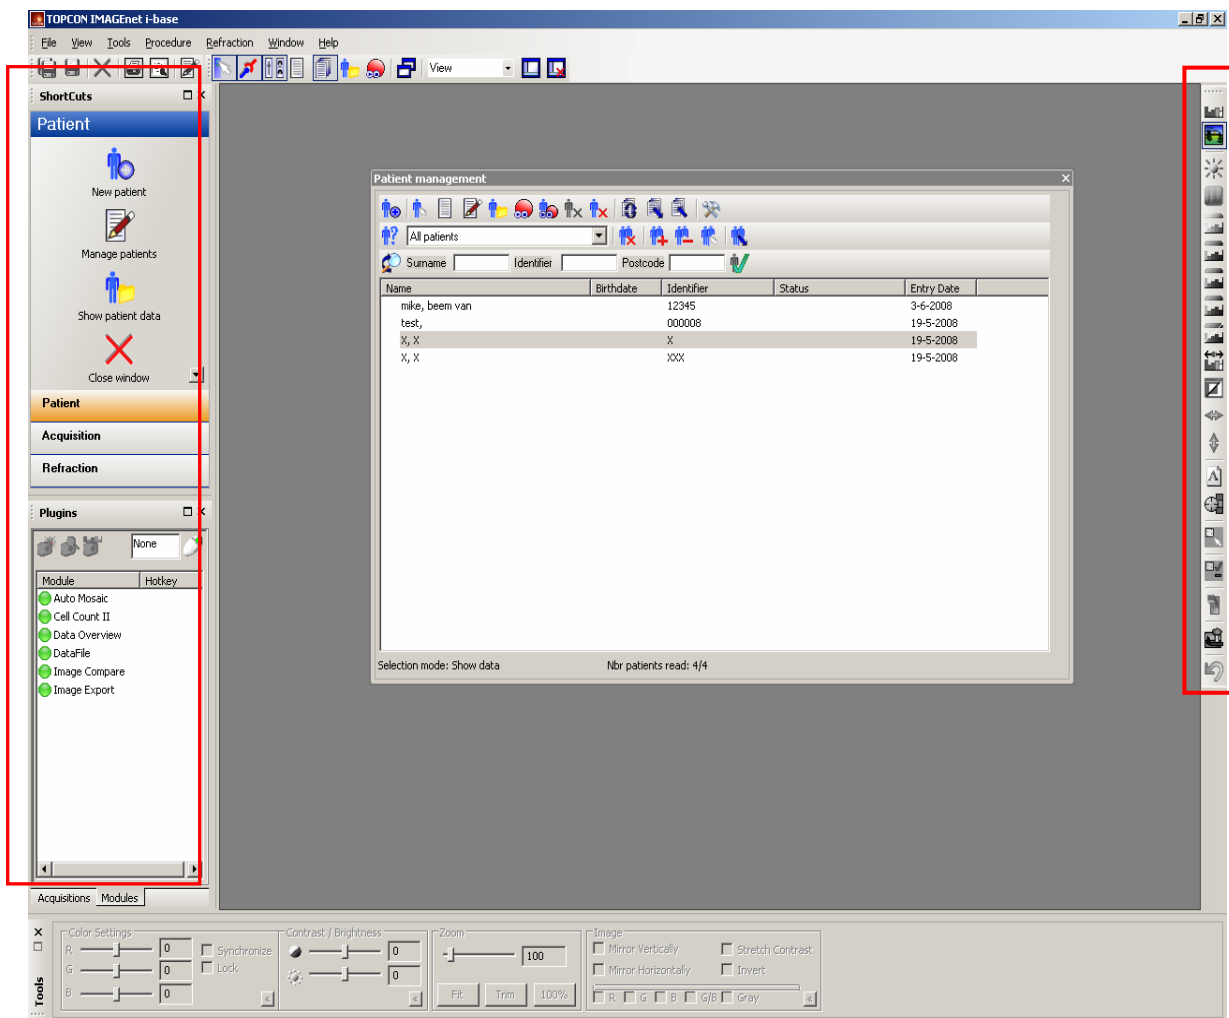 TOPCON IMAGEnet i-base
File View Tools Procedure Refraction Window Help
View
ShortCuts
Patient
New patient
Manage patients
Show patient data
Close window
Patient
Acquisition
Refraction
Plugins
None
Module Hotkey
Auto Mosaic
Cell Count II
Data Overview
DataFile
Image Compare
Image Export
Acquisitions Modules
Patient management
All patients
Surname Identifier Postcode
Name Birthdate Identifier Status Entry Date
mike, beem van 12345 3-6-2008
test, 000008 19-5-2008
X, X X 19-5-2008
X, X XXX 19-5-2008
Selection mode: Show data Nbr patients read: 4/4
Tools
Color Settings
R 0 Synchronize
G 0 Lock
B 0
Contrast / Brightness
0
0
Zoom
100
Fit Trim 100%
Image
Mirror Vertically Stretch Contrast
Mirror Horizontally Invert
R G B G/B Gray